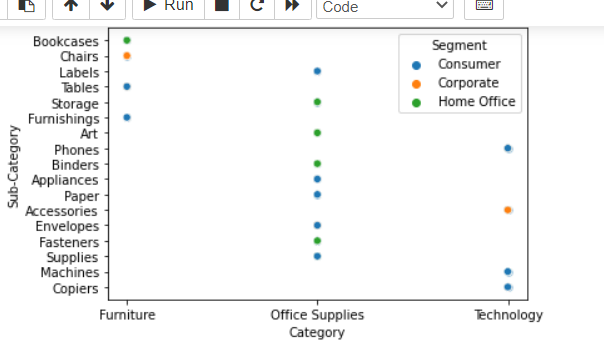 Run
Code
Segment
Consumer
Corporate
Home Office
Sub-Category
Bookcases
Chairs
Labels
Tables
Storage
Furnishings
Art
Phones
Binders
Appliances
Paper
Accessories
Envelopes
Fasteners
Supplies
Machines
Copiers
Furniture
Office Supplies
Technology
Category